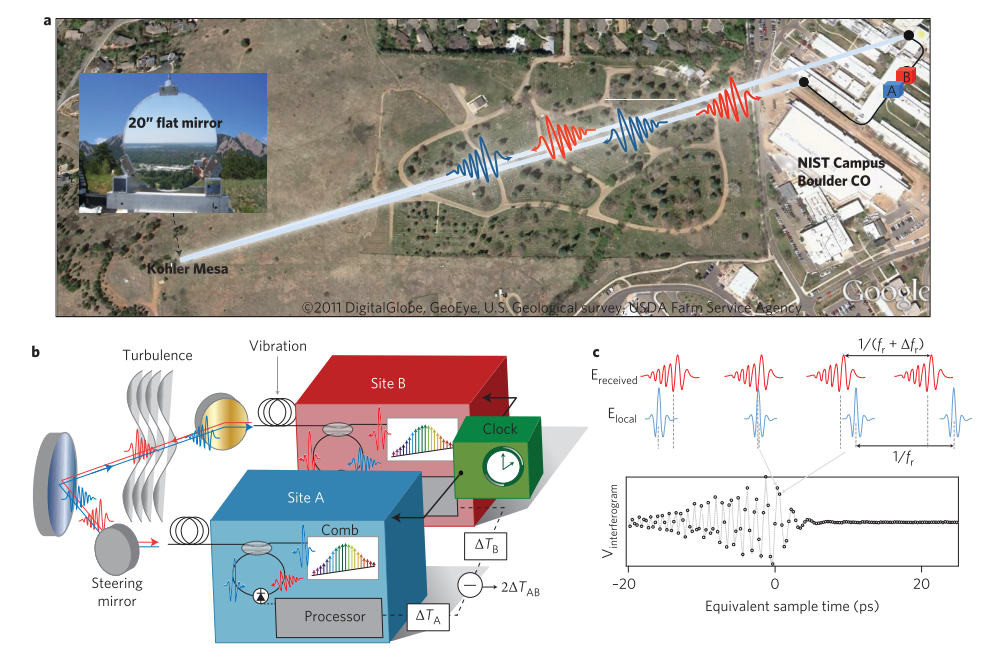 a
20″ flat mirror
B
A
NIST Campus
Boulder CO
Kohler Mesa
Google
©2011 DigitalGlobe, GeoEye, U.S. Geological survey, USDA Farm Service Agency
b
Turbulence
Vibration
Site B
Clock
Site A
Comb
Steering
mirror
Processor
ΔT_A
ΔT_B
−
2ΔT_AB
c
1/(f_r + Δf_r)
E_received
E_local
1/f_r
V_interferogram
−20
0
20
Equivalent sample time (ps)